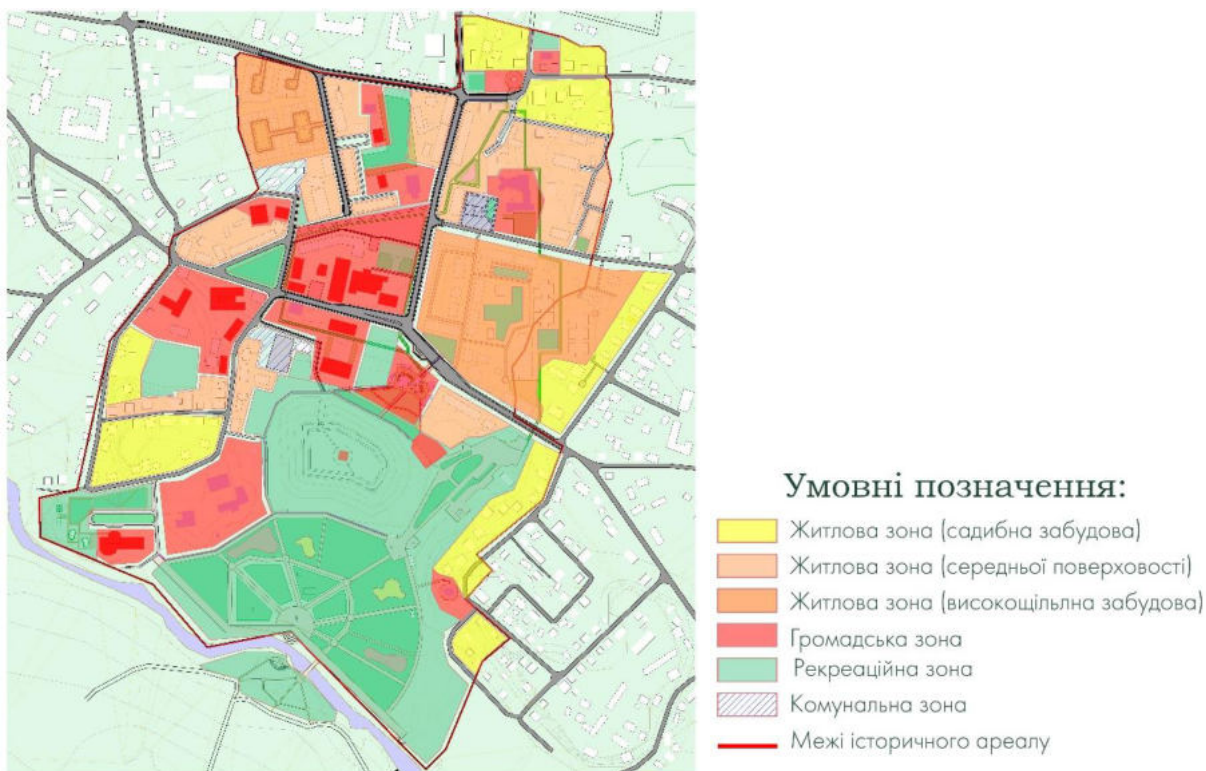 Умовні позначення:
Житлова зона (садибна забудова)
Житлова зона (середньої поверховості)
Житлова зона (високощільлна забудова)
Громадська зона
Рекреаційна зона
Комунальна зона
Межі історичного ареалу